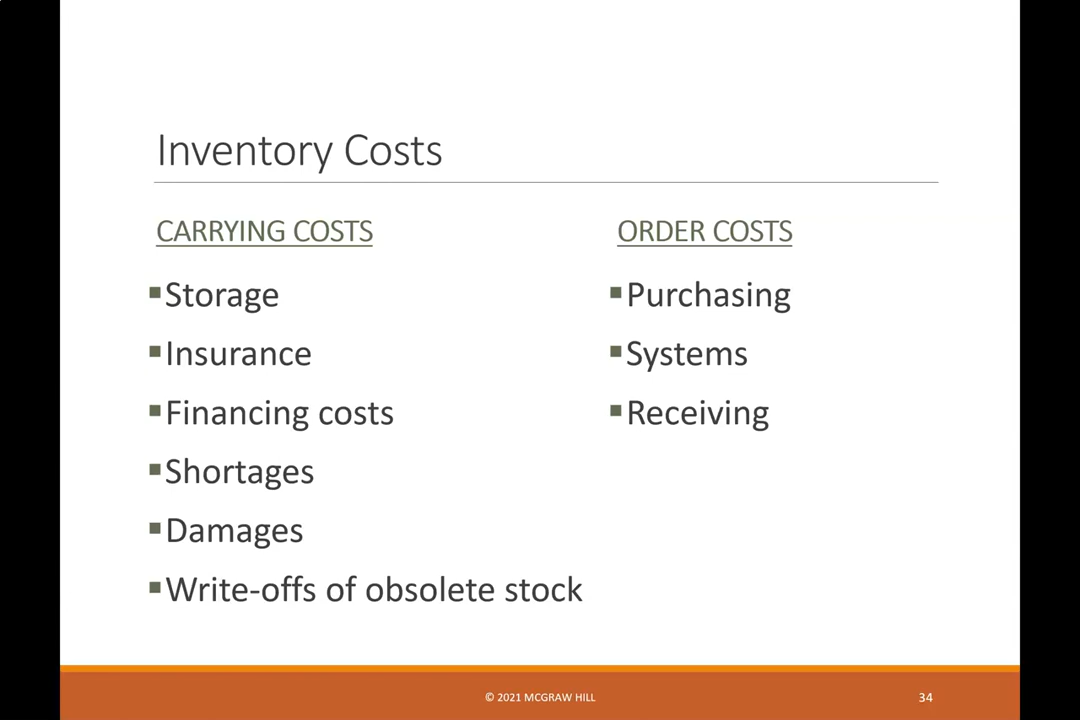 Inventory Costs
CARRYING COSTS
▪Storage
▪Insurance
▪Financing costs
▪Shortages
▪Damages
▪Write-offs of obsolete stock
ORDER COSTS
▪Purchasing
▪Systems
▪Receiving
© 2021 MCGRAW HILL
34